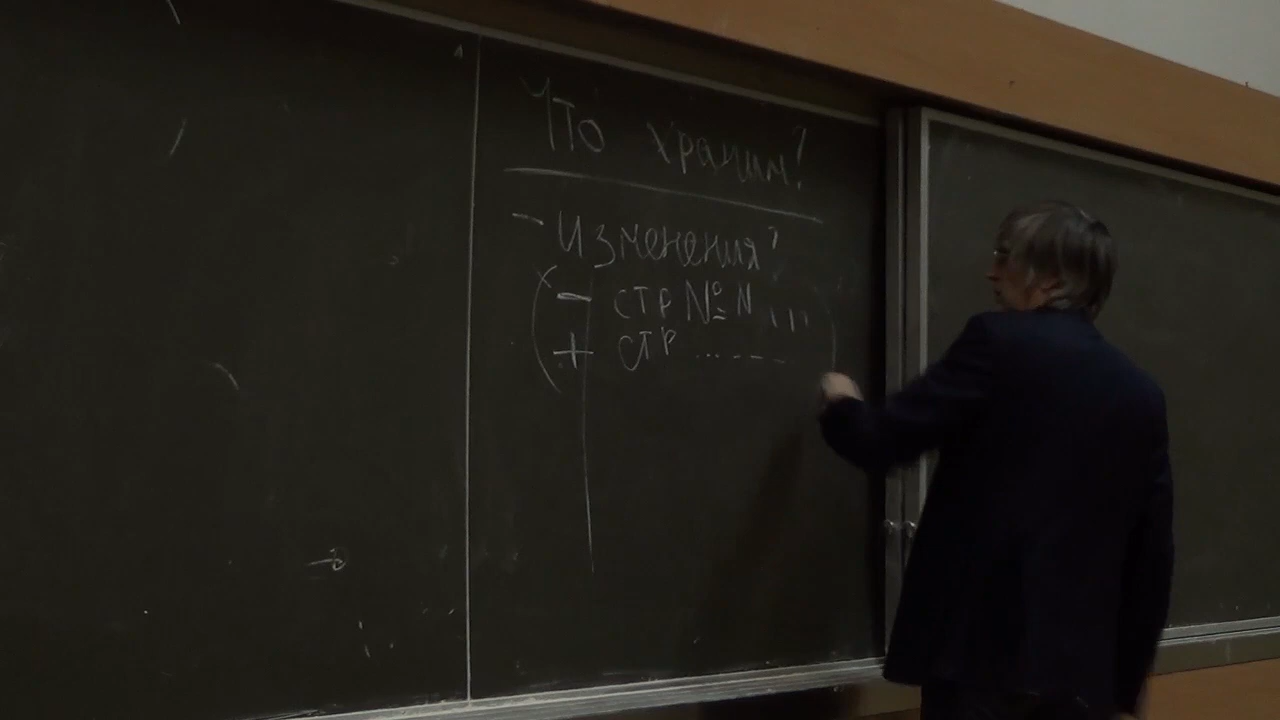 Что храним?
- Изменения?
( - стр № N ...
+ стр ... - - - )